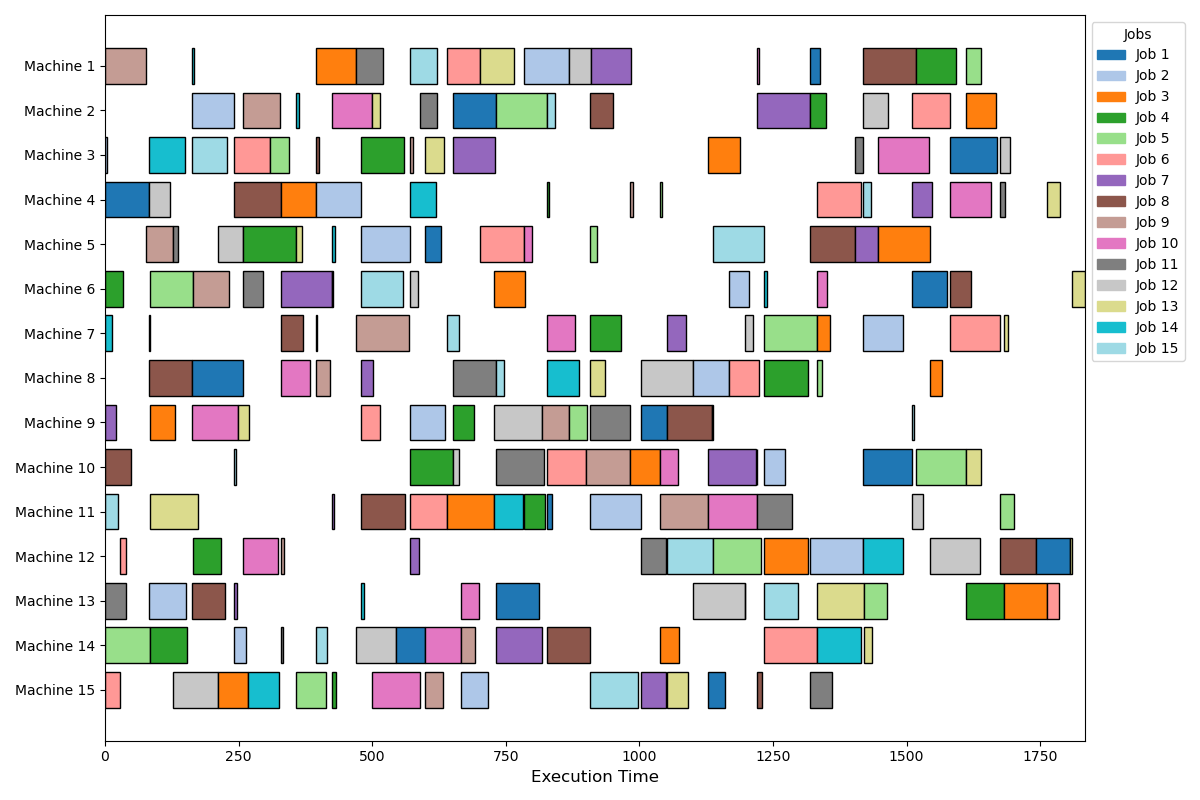 Machine 1
Machine 2
Machine 3
Machine 4
Machine 5
Machine 6
Machine 7
Machine 8
Machine 9
Machine 10
Machine 11
Machine 12
Machine 13
Machine 14
Machine 15
0 250 500 750 1000 1250 1500 1750
Execution Time
Jobs
Job 1
Job 2
Job 3
Job 4
Job 5
Job 6
Job 7
Job 8
Job 9
Job 10
Job 11
Job 12
Job 13
Job 14
Job 15